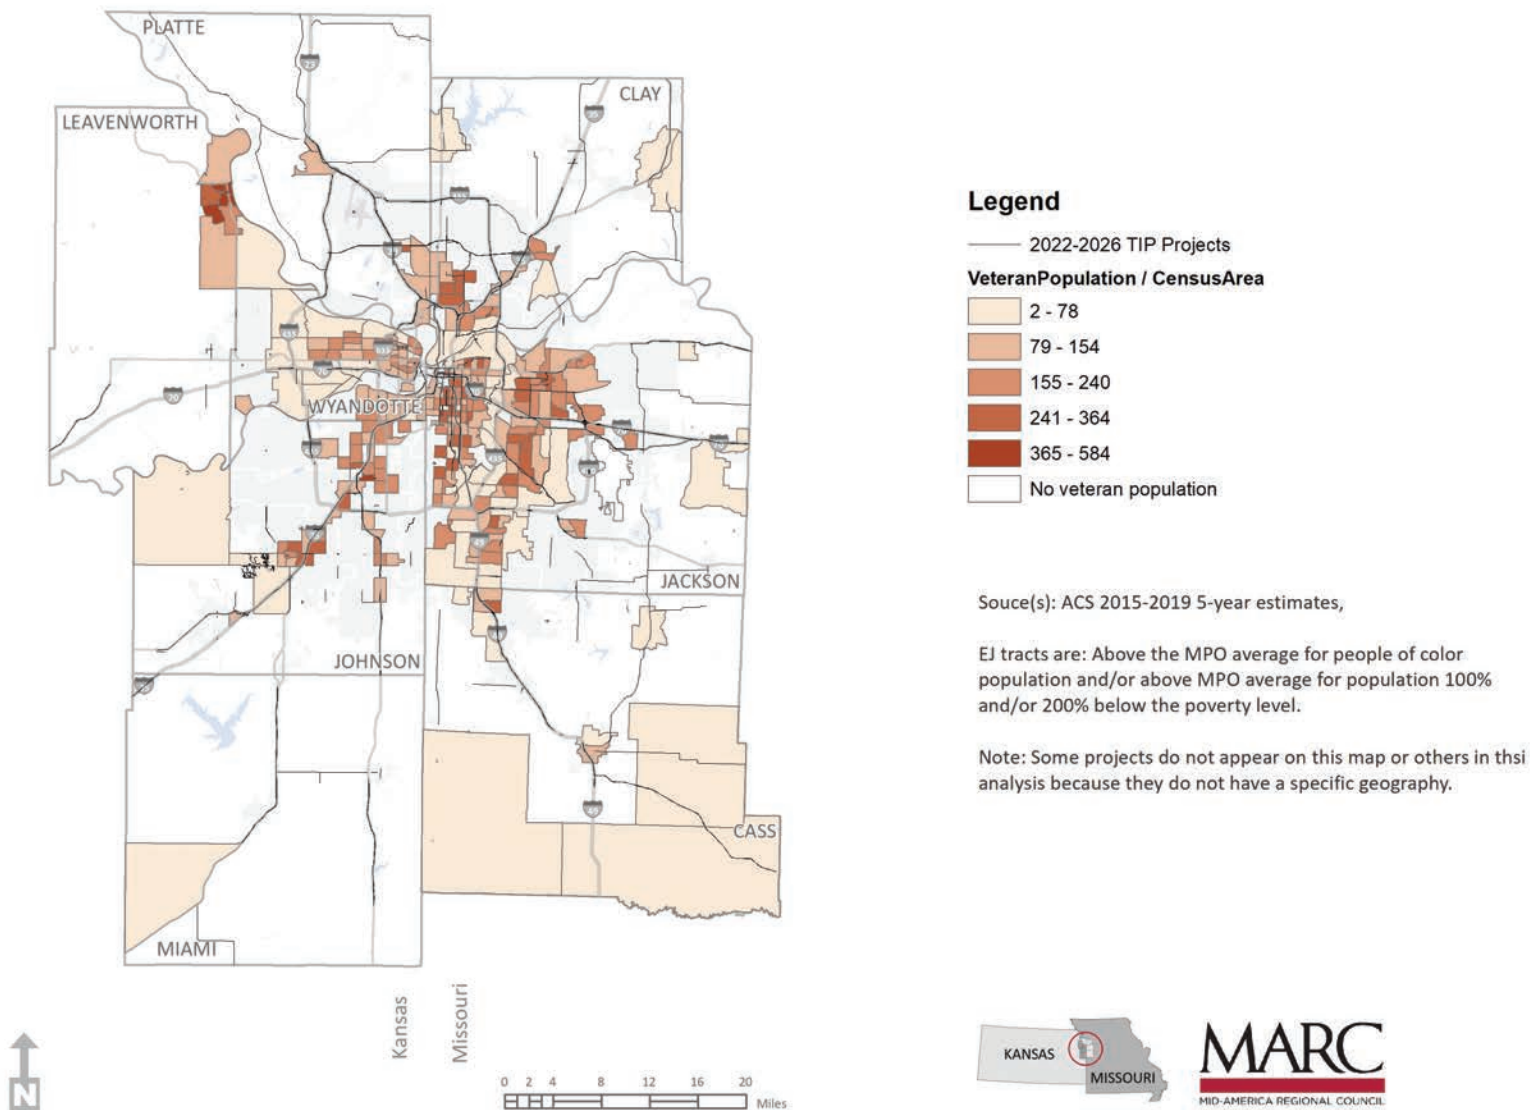 PLATTE
CLAY
LEAVENWORTH
WYANDOTTE
JACKSON
JOHNSON
CASS
MIAMI
Kansas
Missouri
N
0 2 4 8 12 16 20
Miles
Legend
2022-2026 TIP Projects
VeteranPopulation / CensusArea
2 - 78
79 - 154
155 - 240
241 - 364
365 - 584
No veteran population
Souce(s): ACS 2015-2019 5-year estimates,
EJ tracts are: Above the MPO average for people of color
population and/or above MPO average for population 100%
and/or 200% below the poverty level.
Note: Some projects do not appear on this map or others in thsi
analysis because they do not have a specific geography.
KANSAS
MISSOURI
MARC
MID-AMERICA REGIONAL COUNCIL